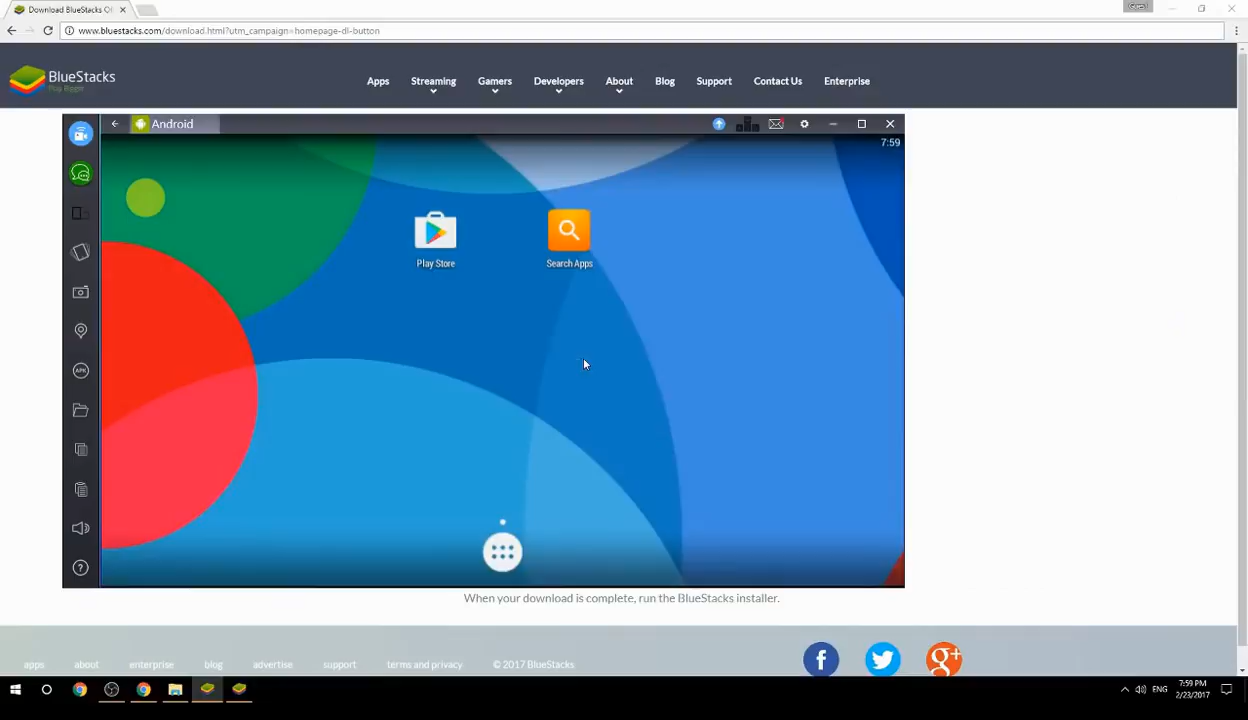 Download BlueStacks Of
www.bluestacks.com/download.html?utm_campaign=homepage-dl-button
BlueStacks
Play Bigger
Apps Streaming Gamers Developers About Blog Support Contact Us Enterprise
Android
7:59
Play Store
Search Apps
APK
When your download is complete, run the BlueStacks installer.
apps about enterprise blog advertise support terms and privacy © 2017 BlueStacks
ENG
7:59 PM
2/23/2017